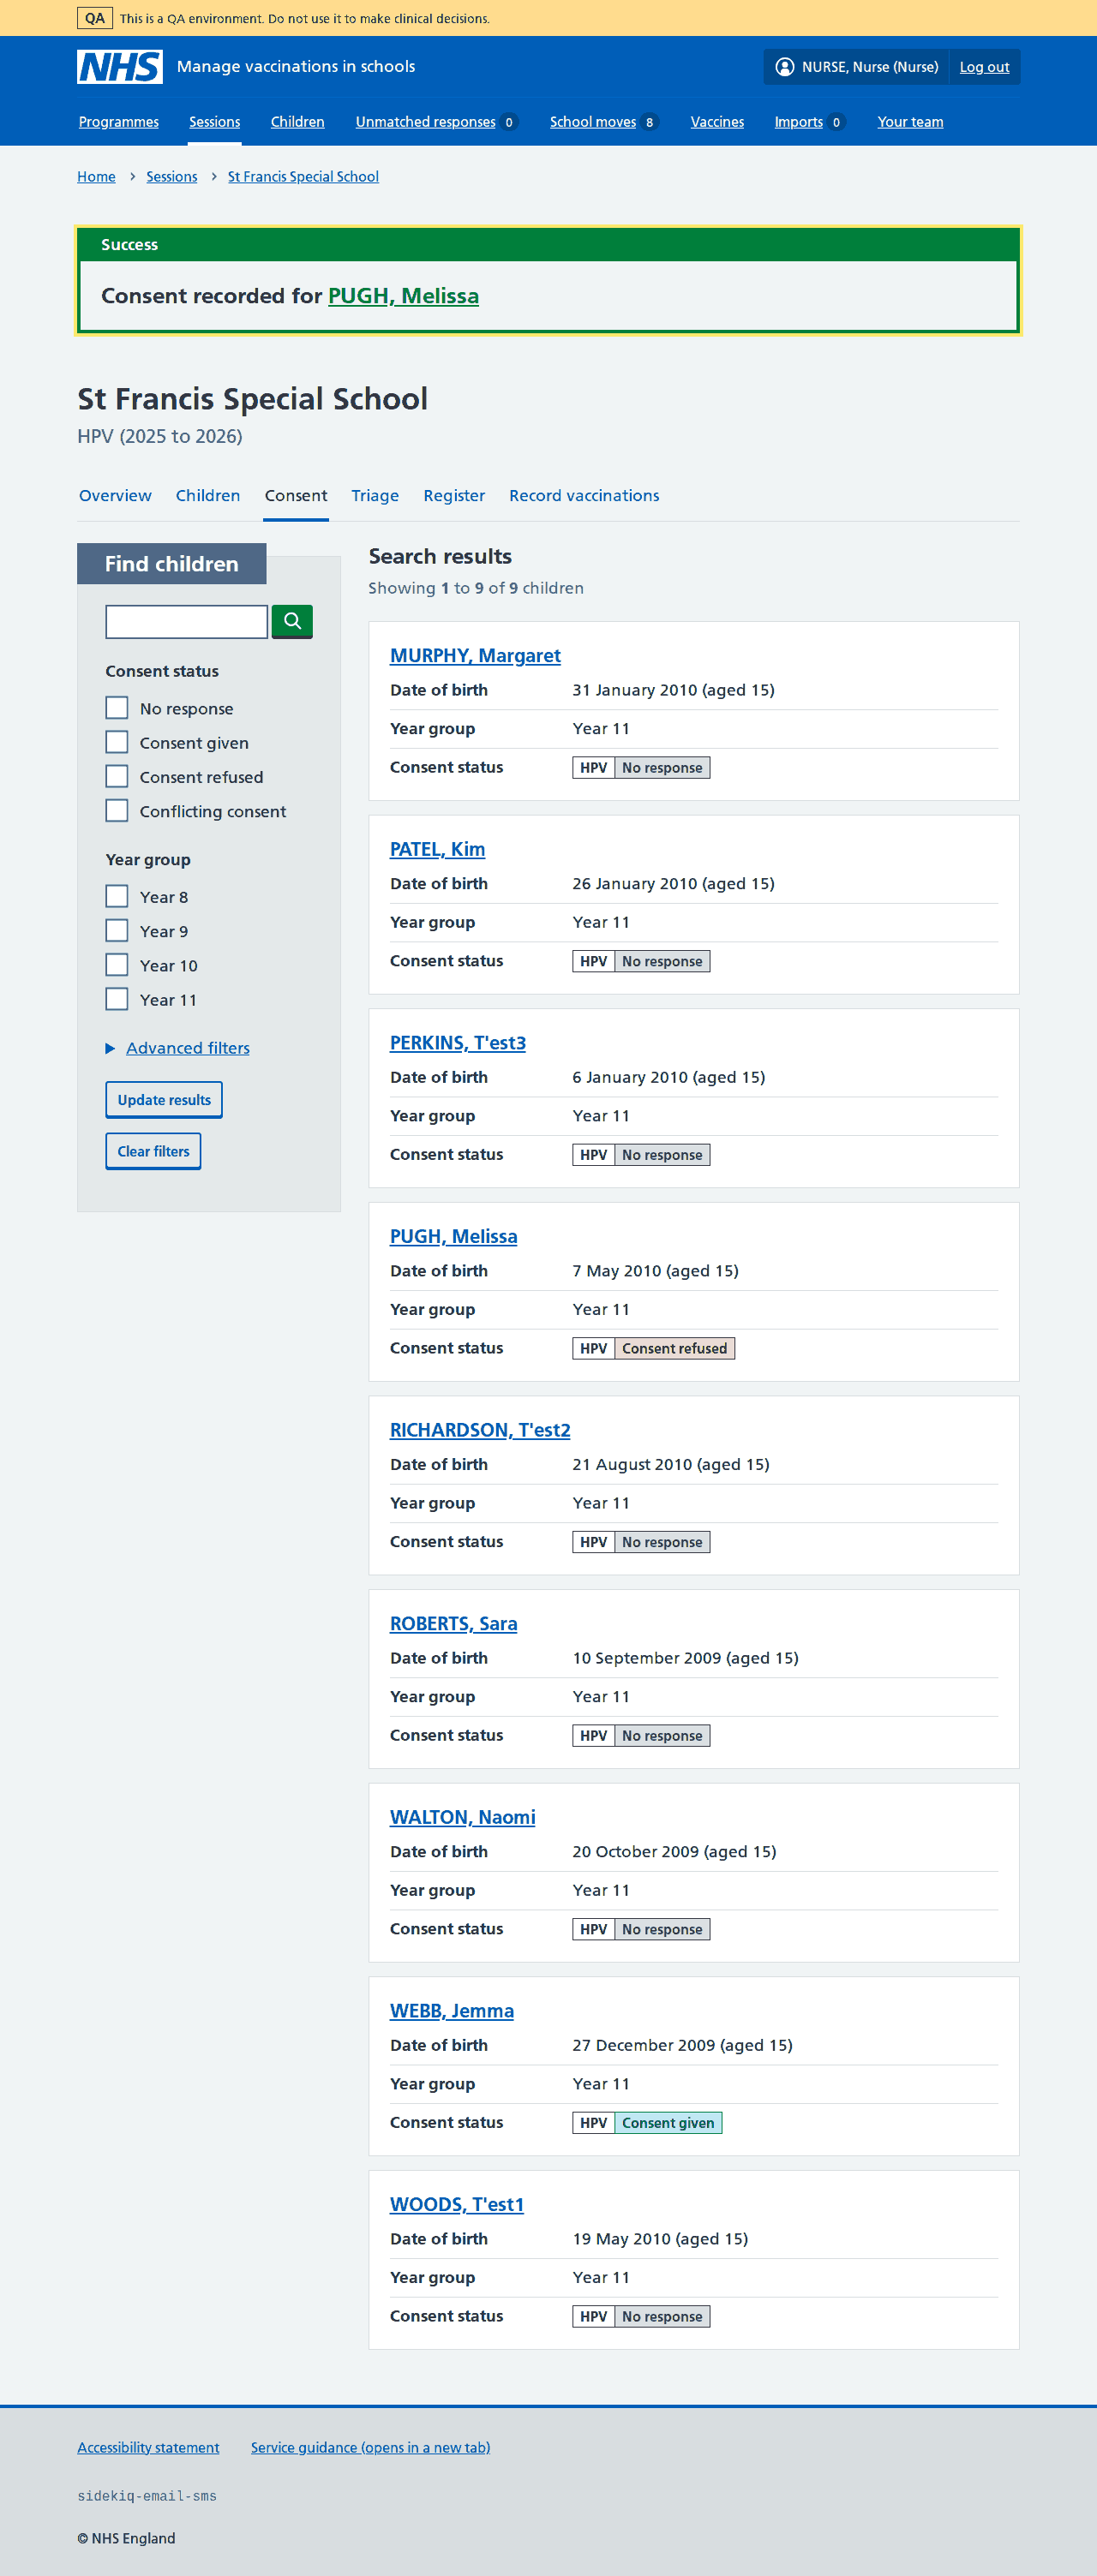 QA This is a QA environment. Do not use it to make clinical decisions.
NHS Manage vaccinations in schools NURSE, Nurse (Nurse) Log out
Programmes Sessions Children Unmatched responses 0 School moves 8 Vaccines Imports 0 Your team
Home Sessions St Francis Special School
Success
Consent recorded for PUGH, Melissa
St Francis Special School
HPV (2025 to 2026)
Overview Children Consent Triage Register Record vaccinations
Find children
Consent status
No response
Consent given
Consent refused
Conflicting consent
Year group
Year 8
Year 9
Year 10
Year 11
Advanced filters
Update results
Clear filters
Search results
Showing 1 to 9 of 9 children
MURPHY, Margaret
Date of birth 31 January 2010 (aged 15)
Year group Year 11
Consent status HPV No response
PATEL, Kim
Date of birth 26 January 2010 (aged 15)
Year group Year 11
Consent status HPV No response
PERKINS, T'est3
Date of birth 6 January 2010 (aged 15)
Year group Year 11
Consent status HPV No response
PUGH, Melissa
Date of birth 7 May 2010 (aged 15)
Year group Year 11
Consent status HPV Consent refused
RICHARDSON, T'est2
Date of birth 21 August 2010 (aged 15)
Year group Year 11
Consent status HPV No response
ROBERTS, Sara
Date of birth 10 September 2009 (aged 15)
Year group Year 11
Consent status HPV No response
WALTON, Naomi
Date of birth 20 October 2009 (aged 15)
Year group Year 11
Consent status HPV No response
WEBB, Jemma
Date of birth 27 December 2009 (aged 15)
Year group Year 11
Consent status HPV Consent given
WOODS, T'est1
Date of birth 19 May 2010 (aged 15)
Year group Year 11
Consent status HPV No response
Accessibility statement Service guidance (opens in a new tab)
sidekiq-email-sms
© NHS England